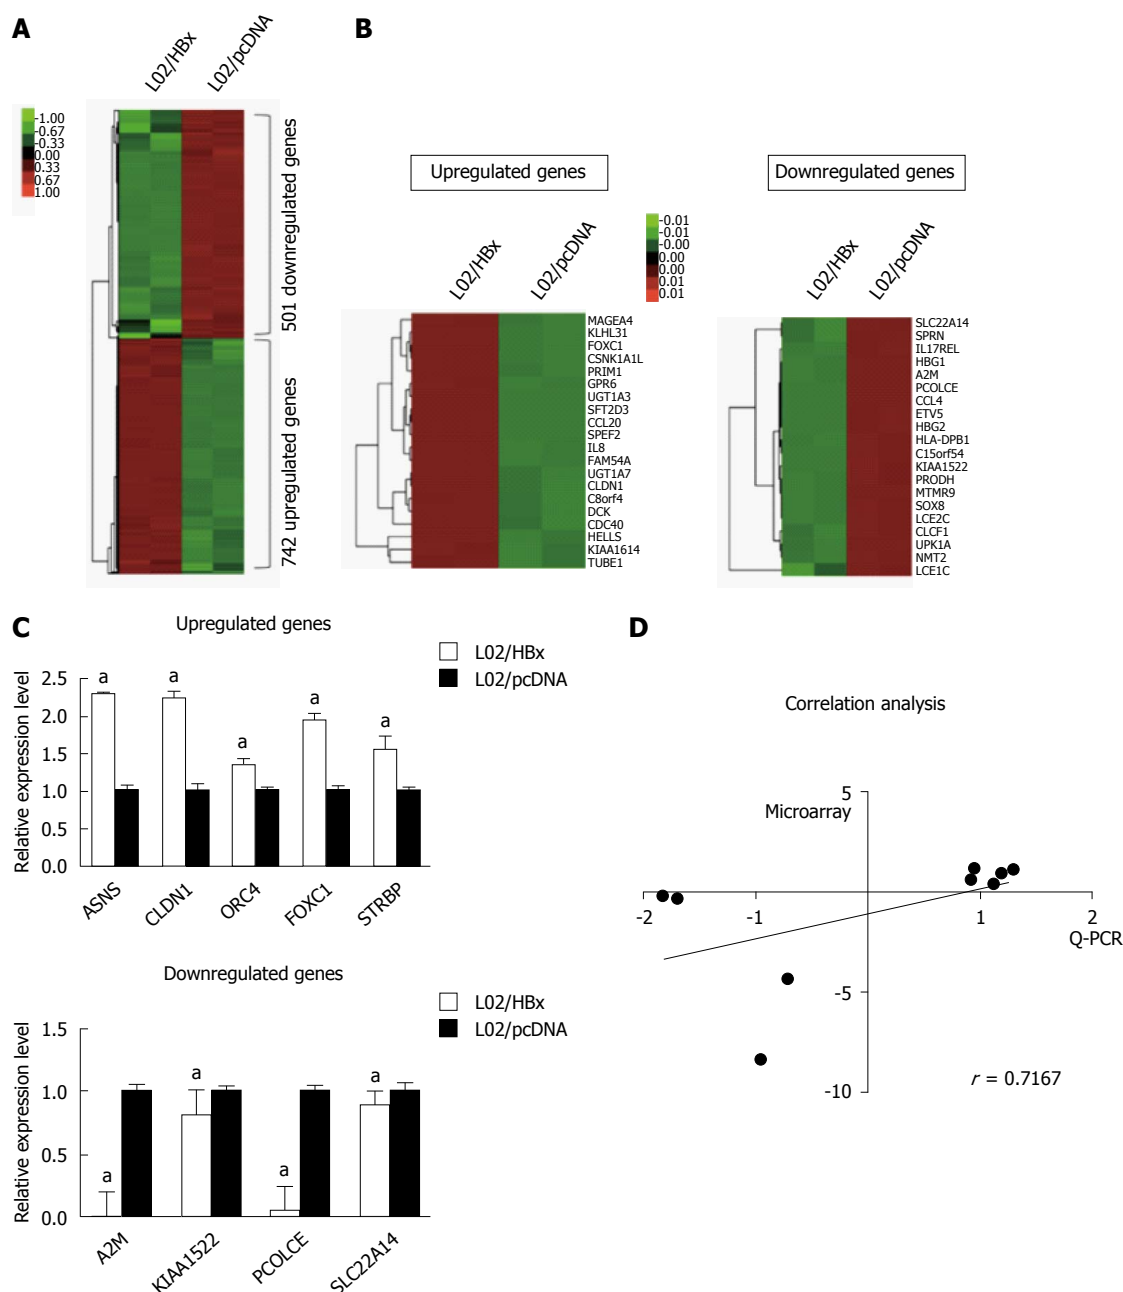 A
L02/HBx
L02/pcDNA
-1.00
-0.67
-0.33
0.00
0.33
0.67
1.00
501 downregulated genes
742 upregulated genes
B
Upregulated genes
L02/HBx
L02/pcDNA
MAGEA4
KLHL31
FOXC1
CSNK1A1L
PRIM1
GPR6
UGT1A3
SFT2D3
CCL20
SPEF2
IL8
FAM54A
UGT1A7
CLDN1
C8orf4
DCK
CDC40
HELLS
KIAA1614
TUBE1
-0.01
-0.01
-0.00
0.00
0.00
0.01
0.01
Downregulated genes
L02/HBx
L02/pcDNA
SLC22A14
SPRN
IL17REL
HBG1
A2M
PCOLCE
CCL4
ETV5
HBG2
HLA-DPB1
C15orf54
KIAA1522
PRODH
MTMR9
SOX8
LCE2C
CLCF1
UPK1A
NMT2
LCE1C
C
Upregulated genes
L02/HBx
L02/pcDNA
Relative expression level
2.5
2.0
1.5
1.0
0.5
0.0
a
a
a
a
a
ASNS
CLDN1
ORC4
FOXC1
STRBP
Downregulated genes
L02/HBx
L02/pcDNA
Relative expression level
1.5
1.0
0.5
0.0
a
a
a
a
A2M
KIAA1522
PCOLCE
SLC22A14
D
Correlation analysis
Microarray
5
-2
-1
1
2
Q-PCR
-5
-10
r = 0.7167